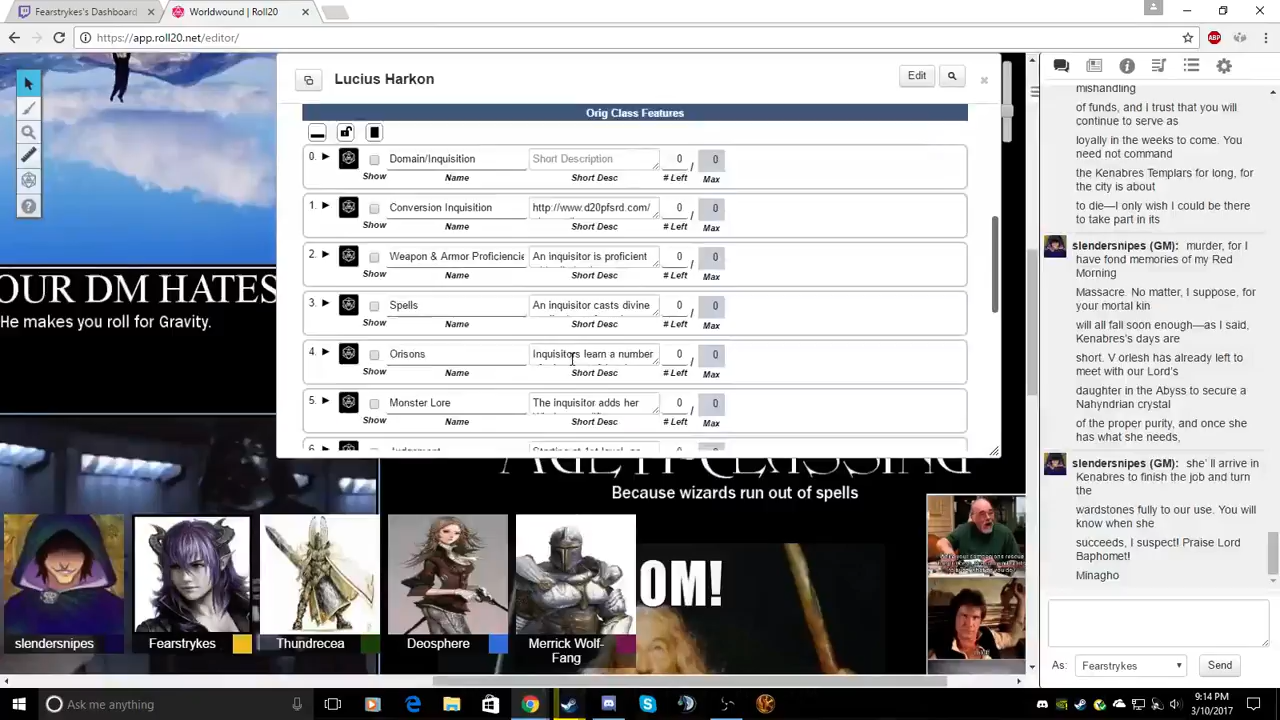 Fearstrykes's Dashboard
Worldwound | Roll20
https://app.roll20.net/editor/
ABP
Lucius Harkon
Edit
Orig Class Features
0.
Domain/Inquisition
Short Description
0
/
0
Show
Name
Short Desc
# Left
Max
1.
Conversion Inquisition
http://www.d20pfsrd.com/
0
/
0
Show
Name
Short Desc
# Left
Max
2.
Weapon & Armor Proficiencie
An inquisitor is proficient
0
/
0
Show
Name
Short Desc
# Left
Max
3.
Spells
An inquisitor casts divine
0
/
0
Show
Name
Short Desc
# Left
Max
4.
Orisons
Inquisitors learn a number
0
/
0
Show
Name
Short Desc
# Left
Max
5.
Monster Lore
The inquisitor adds her
0
/
0
Show
Name
Short Desc
# Left
Max
OUR DM HATES
He makes you roll for Gravity.
Because wizards run out of spells
OM!
slendersnipes
Fearstrykes
Thundrecea
Deosphere
Merrick Wolf-
Fang
mishandling
of funds, and I trust that you
will continue to serve as
loyally in the weeks to come. You
need not command
the Kenabres Templars for long, for
the city is about
to die—I only wish I could be there
to take part in its
slendersnipes (GM): murder, for I
have fond memories of my Red
Morning
Massacre. No matter, I suppose, for
your mortal kin
will all fall soon enough—as I said,
Kenabres's days are
short. V orlesh has already left to
meet with our Lord's
daughter in the Abyss to secure a
Nahyndrian crystal
of the proper purity, and once she
has what she needs,
slendersnipes (GM): she' ll arrive in
Kenabres to finish the job and turn
the
wardstones fully to our use. You will
know when she
succeeds, I suspect! Praise Lord
Baphomet!
Minagho
As:
Fearstrykes
Send
Ask me anything
9:14 PM
3/10/2017